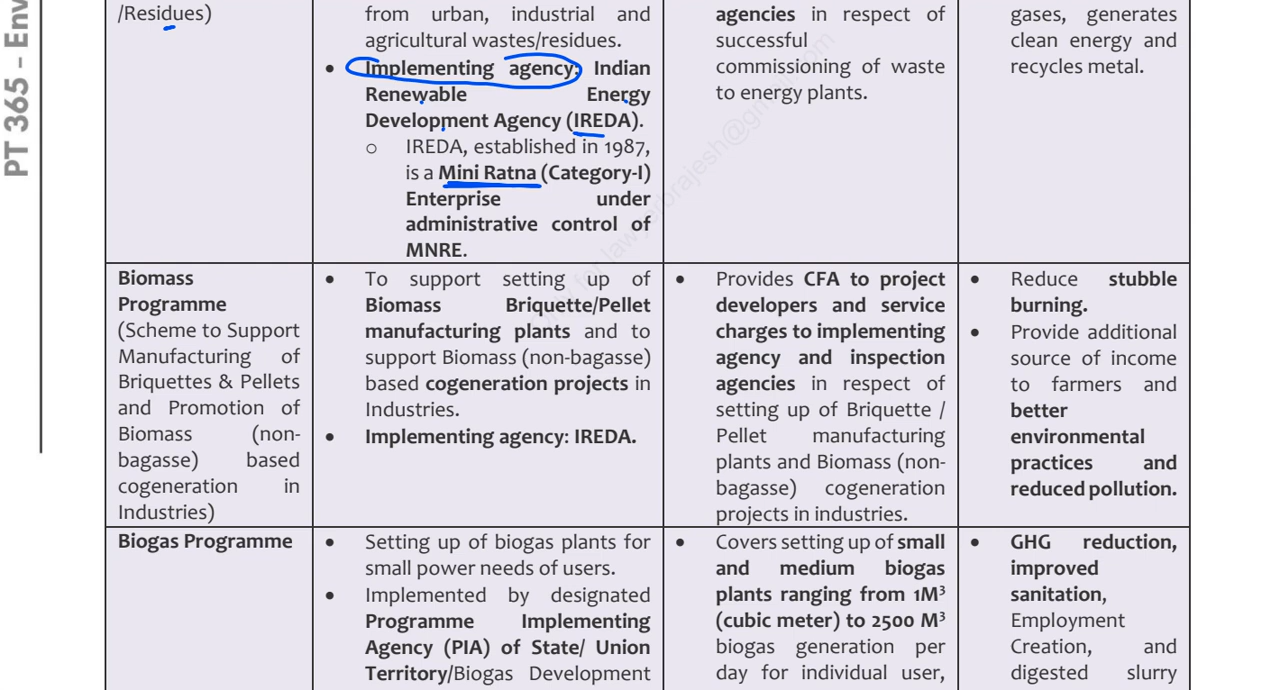 PT 365 - Env
/Residues)
from urban, industrial and
agricultural wastes/residues.
• Implementing agency: Indian
Renewable Energy
Development Agency (IREDA).
o IREDA, established in 1987,
is a Mini Ratna (Category-I)
Enterprise under
administrative control of
MNRE.
agencies in respect of
successful
commissioning of waste
to energy plants.
gases, generates
clean energy and
recycles metal.
Biomass
Programme
(Scheme to Support
Manufacturing of
Briquettes & Pellets
and Promotion of
Biomass (non-
bagasse) based
cogeneration in
Industries)
• To support setting up of
Biomass Briquette/Pellet
manufacturing plants and to
support Biomass (non-bagasse)
based cogeneration projects in
Industries.
• Implementing agency: IREDA.
• Provides CFA to project
developers and service
charges to implementing
agency and inspection
agencies in respect of
setting up of Briquette /
Pellet manufacturing
plants and Biomass (non-
bagasse) cogeneration
projects in industries.
• Reduce stubble
burning.
• Provide additional
source of income
to farmers and
better
environmental
practices and
reduced pollution.
Biogas Programme
• Setting up of biogas plants for
small power needs of users.
• Implemented by designated
Programme Implementing
Agency (PIA) of State/ Union
Territory/Biogas Development
• Covers setting up of small
and medium biogas
plants ranging from 1M³
(cubic meter) to 2500 M³
biogas generation per
day for individual user,
• GHG reduction,
improved
sanitation,
Employment
Creation, and
digested slurry